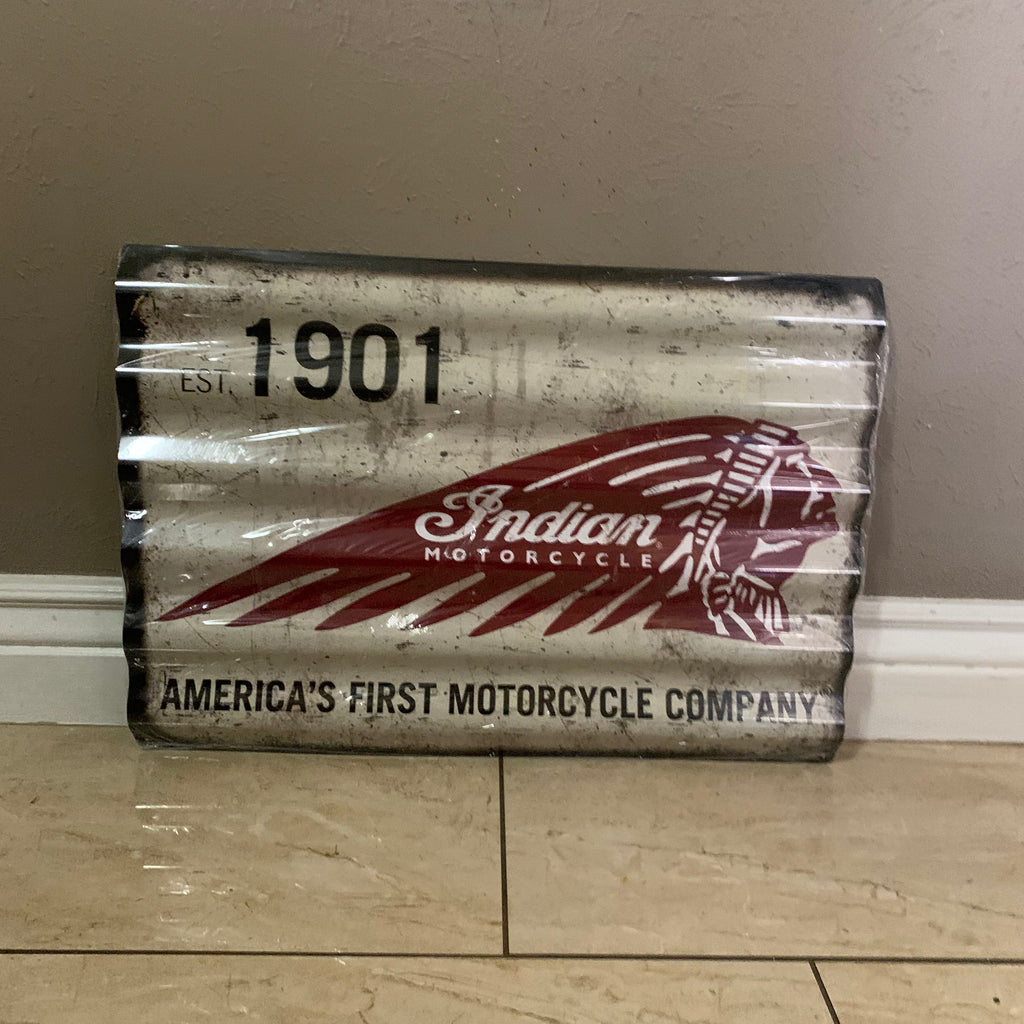 EST. 1901
Indian
MOTORCYCLE
AMERICA'S FIRST MOTORCYCLE COMPANY